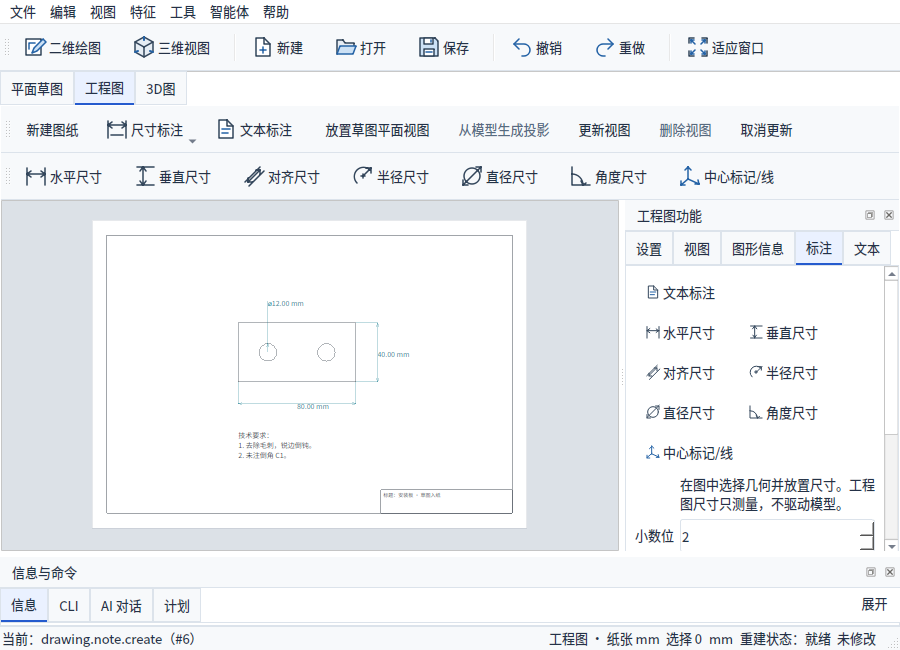 文件 编辑 视图 特征 工具 智能体 帮助
二维绘图 三维视图 新建 打开 保存 撤销 重做 适应窗口
平面草图 工程图 3D图
新建图纸 尺寸标注 文本标注 放置草图平面视图 从模型生成投影 更新视图 删除视图 取消更新
水平尺寸 垂直尺寸 对齐尺寸 半径尺寸 直径尺寸 角度尺寸 中心标记/线
工程图功能
设置 视图 图形信息 标注 文本
文本标注
水平尺寸 垂直尺寸
对齐尺寸 半径尺寸
直径尺寸 角度尺寸
中心标记/线
在图中选择几何并放置尺寸。工程
图尺寸只测量，不驱动模型。
小数位 2
ø12.00 mm
40.00 mm
80.00 mm
技术要求：
1. 去除毛刺，锐边倒钝。
2. 未注倒角 C1。
标题：安装板 -
信息与命令
信息 CLI AI 对话 计划 展开
当前：drawing.note.create（#6） 工程图 · 纸张 mm 选择 0 mm 重建状态：就绪 未修改